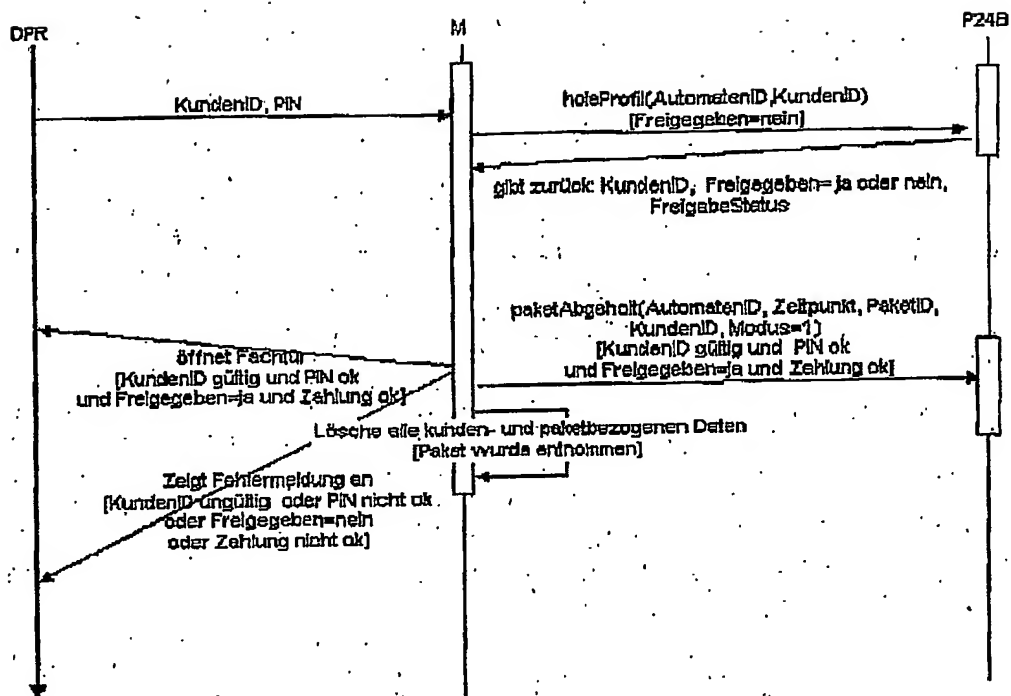 DPR
M
P24B
KundenID, PIN
holeProfil(AutomatenID,KundenID)
[Freigegeben=nein]
gibt zurück: KundenID, Freigegeben= ja oder nein,
FreigabeStatus
paketAbgeholt(AutomatenID, Zeitpunkt, PaketID,
KundenID, Modus=1)
[KundenID gültig und PIN ok
und Freigegeben=ja und Zahlung ok]
öffnet Fachtür
[KundenID gültig und PIN ok
und Freigegeben=ja und Zahlung ok]
Lösche alle kunden- und paketbezogenen Daten
[Paket wurde entnommen]
Zeigt Fehlermeldung an
[KundenID ungültig oder PIN nicht ok
oder Freigegeben=nein
oder Zahlung nicht ok]